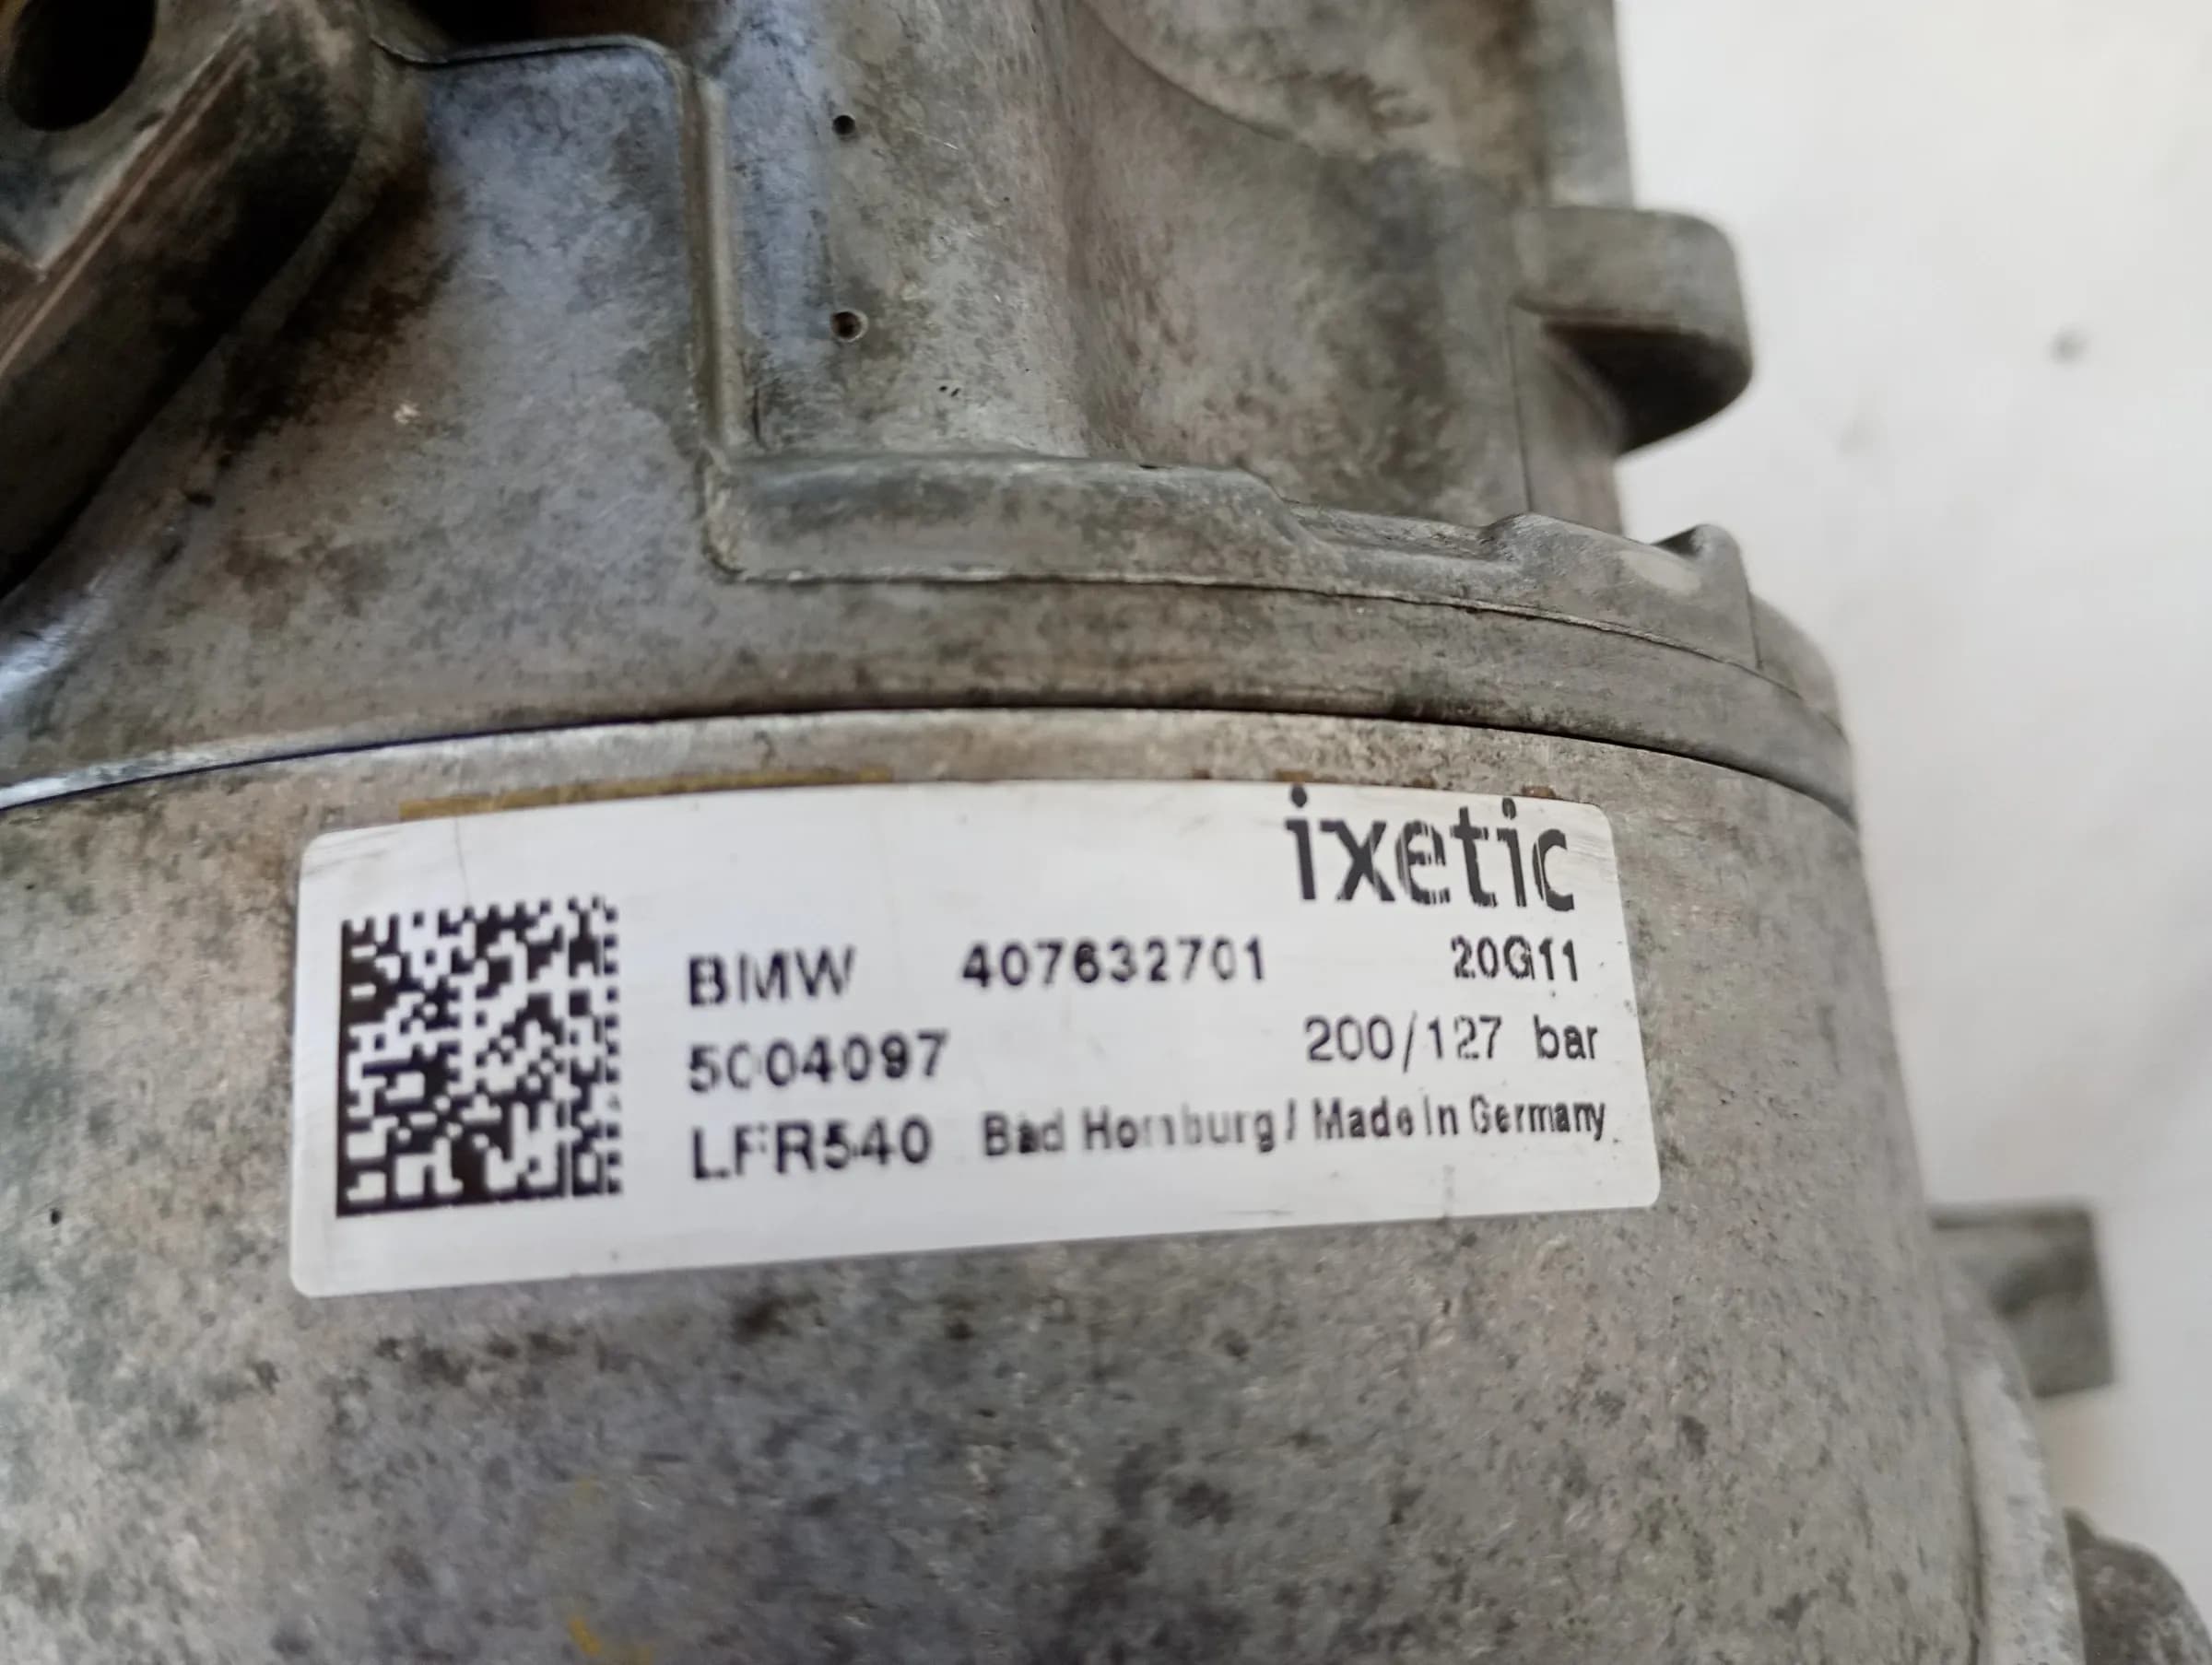 ixetic
BMW 407632701 20G11
5004097 200/127 bar
LFR540 Bad Homburg / Made in Germany